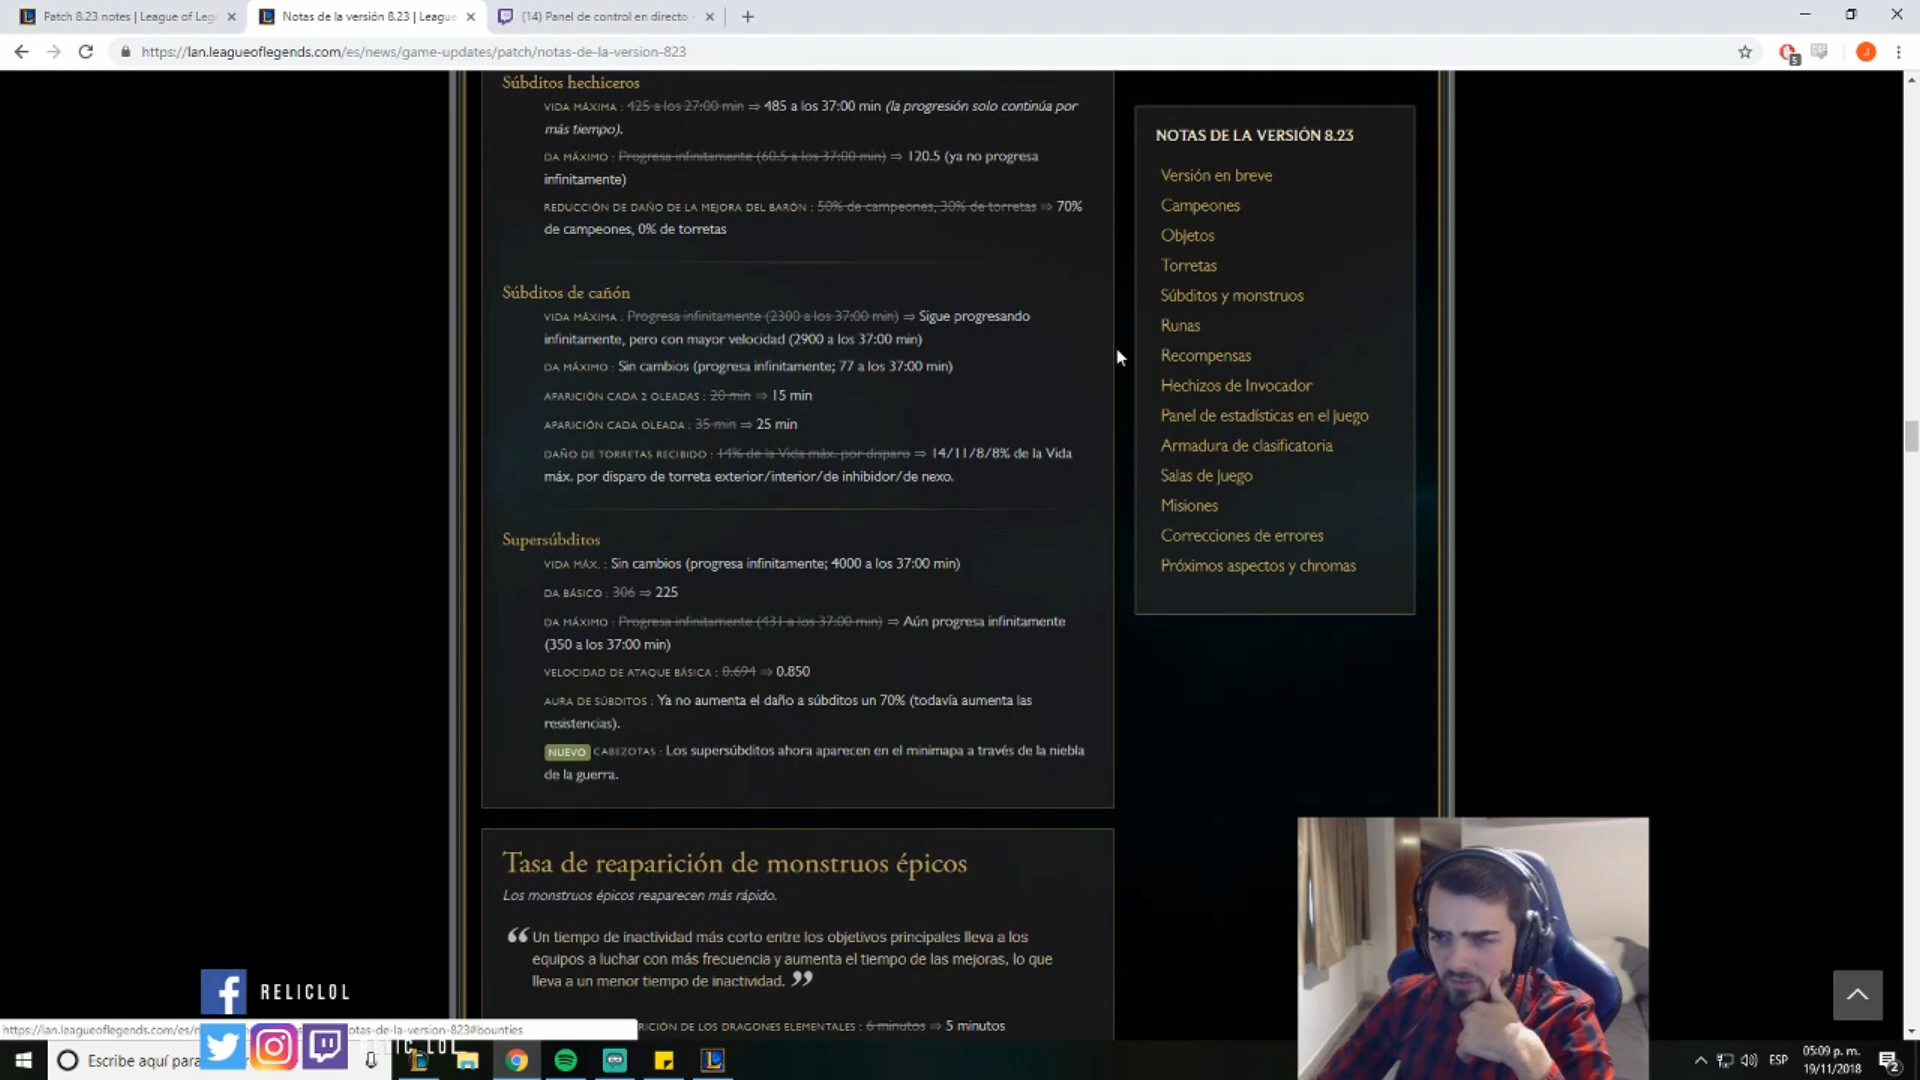 Patch 8.23 notes | League of Leg
Notas de la versión 8.23 | League
(14) Panel de control en directo
https://lan.leagueoflegends.com/es/news/game-updates/patch/notas-de-la-version-823
5
J
Súbditos hechiceros
VIDA MÁXIMA : 425 a los 27:00 min ⇒ 485 a los 37:00 min (la progresión solo continúa por
más tiempo).
DA MÁXIMO : Progresa infinitamente (60.5 a los 37:00 min) ⇒ 120.5 (ya no progresa
infinitamente)
REDUCCIÓN DE DAÑO DE LA MEJORA DEL BARÓN : 50% de campeones, 30% de torretas ⇒ 70%
de campeones, 0% de torretas
Súbditos de cañón
VIDA MÁXIMA : Progresa infinitamente (2300 a los 37:00 min) ⇒ Sigue progresando
infinitamente, pero con mayor velocidad (2900 a los 37:00 min)
DA MÁXIMO : Sin cambios (progresa infinitamente; 77 a los 37:00 min)
APARICIÓN CADA 2 OLEADAS : 20 min ⇒ 15 min
APARICIÓN CADA OLEADA : 35 min ⇒ 25 min
DAÑO DE TORRETAS RECIBIDO : 14% de la Vida máx. por disparo ⇒ 14/11/8/8% de la Vida
máx. por disparo de torreta exterior/interior/de inhibidor/de nexo.
Supersúbditos
VIDA MÁX. : Sin cambios (progresa infinitamente; 4000 a los 37:00 min)
DA BÁSICO : 306 ⇒ 225
DA MÁXIMO : Progresa infinitamente (431 a los 37:00 min) ⇒ Aún progresa infinitamente
(350 a los 37:00 min)
VELOCIDAD DE ATAQUE BÁSICA : 0.694 ⇒ 0.850
AURA DE SÚBDITOS : Ya no aumenta el daño a súbditos un 70% (todavía aumenta las
resistencias).
NUEVO CABEZOTAS : Los supersúbditos ahora aparecen en el minimapa a través de la niebla
de la guerra.
Tasa de reaparición de monstruos épicos
Los monstruos épicos reaparecen más rápido.
“ Un tiempo de inactividad más corto entre los objetivos principales lleva a los
equipos a luchar con más frecuencia y aumenta el tiempo de las mejoras, lo que
lleva a un menor tiempo de inactividad. ”
RICIÓN DE LOS DRAGONES ELEMENTALES : 6 minutos ⇒ 5 minutos
NOTAS DE LA VERSIÓN 8.23
Versión en breve
Campeones
Objetos
Torretas
Súbditos y monstruos
Runas
Recompensas
Hechizos de Invocador
Panel de estadísticas en el juego
Armadura de clasificatoria
Salas de juego
Misiones
Correcciones de errores
Próximos aspectos y chromas
RELICLOL
https://lan.leagueoflegends.com/es/n
otas-de-la-version-823#bounties
RELIC_LOL
Escribe aquí para
ESP
05:09 p. m.
19/11/2018
2